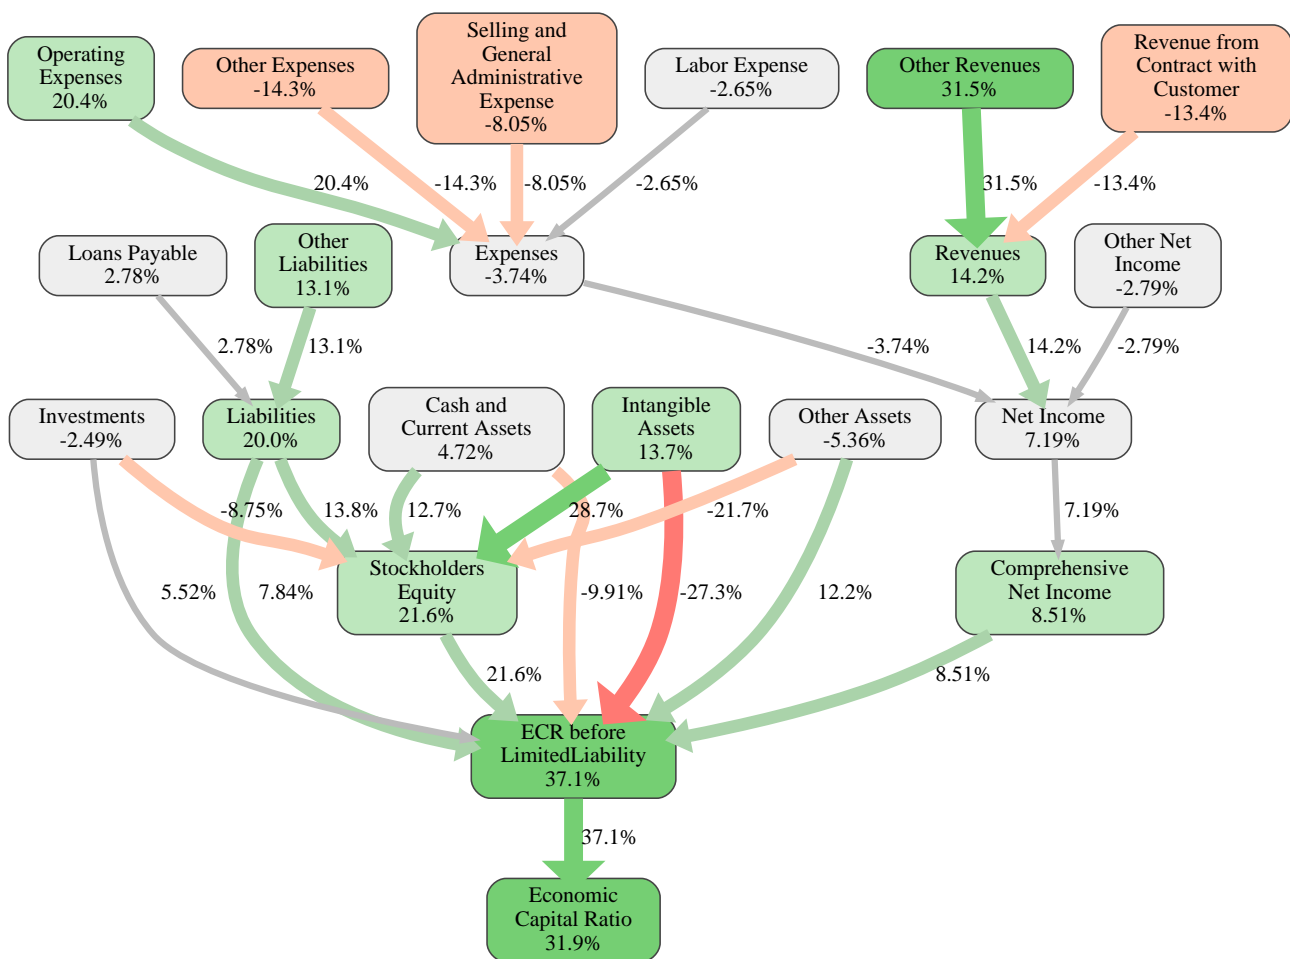 Operating
Expenses
20.4%
Other Expenses
-14.3%
Selling and
General
Administrative
Expense
-8.05%
Labor Expense
-2.65%
Other Revenues
31.5%
Revenue from
Contract with
Customer
-13.4%
20.4%
-14.3%
-8.05%
-2.65%
31.5%
-13.4%
Loans Payable
2.78%
Other
Liabilities
13.1%
Expenses
-3.74%
Revenues
14.2%
Other Net
Income
-2.79%
2.78%
13.1%
-3.74%
14.2%
-2.79%
Investments
-2.49%
Liabilities
20.0%
Cash and
Current Assets
4.72%
Intangible
Assets
13.7%
Other Assets
-5.36%
Net Income
7.19%
-8.75%
13.8%
12.7%
28.7%
-21.7%
7.19%
Stockholders
Equity
21.6%
Comprehensive
Net Income
8.51%
5.52%
7.84%
-9.91%
-27.3%
12.2%
21.6%
8.51%
ECR before
LimitedLiability
37.1%
37.1%
Economic
Capital Ratio
31.9%